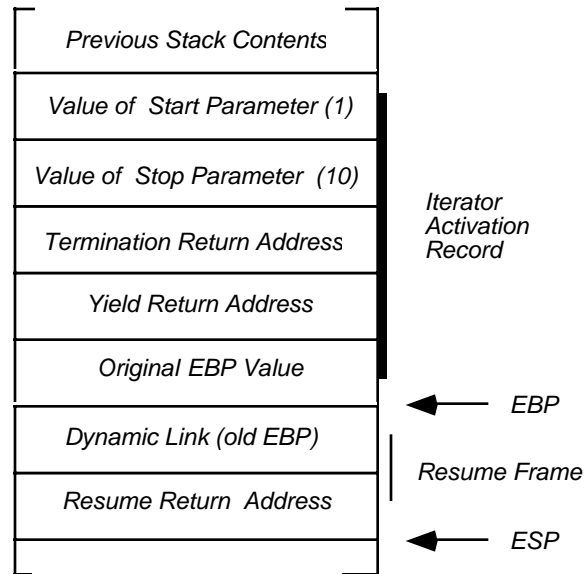 Previous Stack Contents
Value of Start Parameter (1)
Value of Stop Parameter (10)
Iterator
Activation
Record
Termination Return Address
Yield Return Address
Original EBP Value
EBP
Dynamic Link (old EBP)
Resume Frame
Resume Return Address
ESP